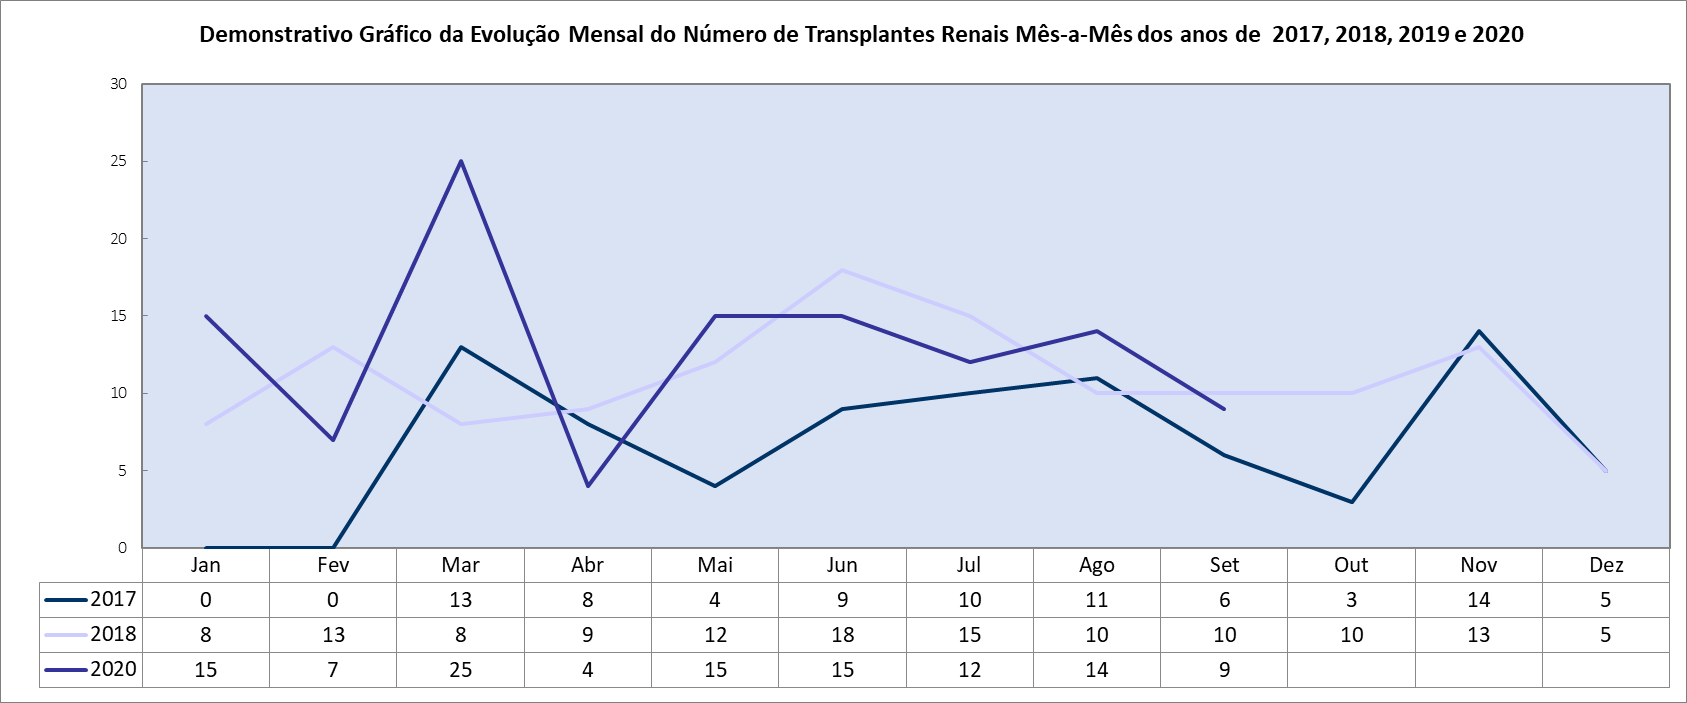 Demonstrativo Gráfico da Evolução Mensal do Número de Transplantes Renais Mês-a-Mês dos anos de 2017, 2018, 2019 e 2020
30
25
20
15
10
5
0
Jan Fev Mar Abr Mai Jun Jul Ago Set Out Nov Dez
2017 0 0 13 8 4 9 10 11 6 3 14 5
2018 8 13 8 9 12 18 15 10 10 10 13 5
2020 15 7 25 4 15 15 12 14 9